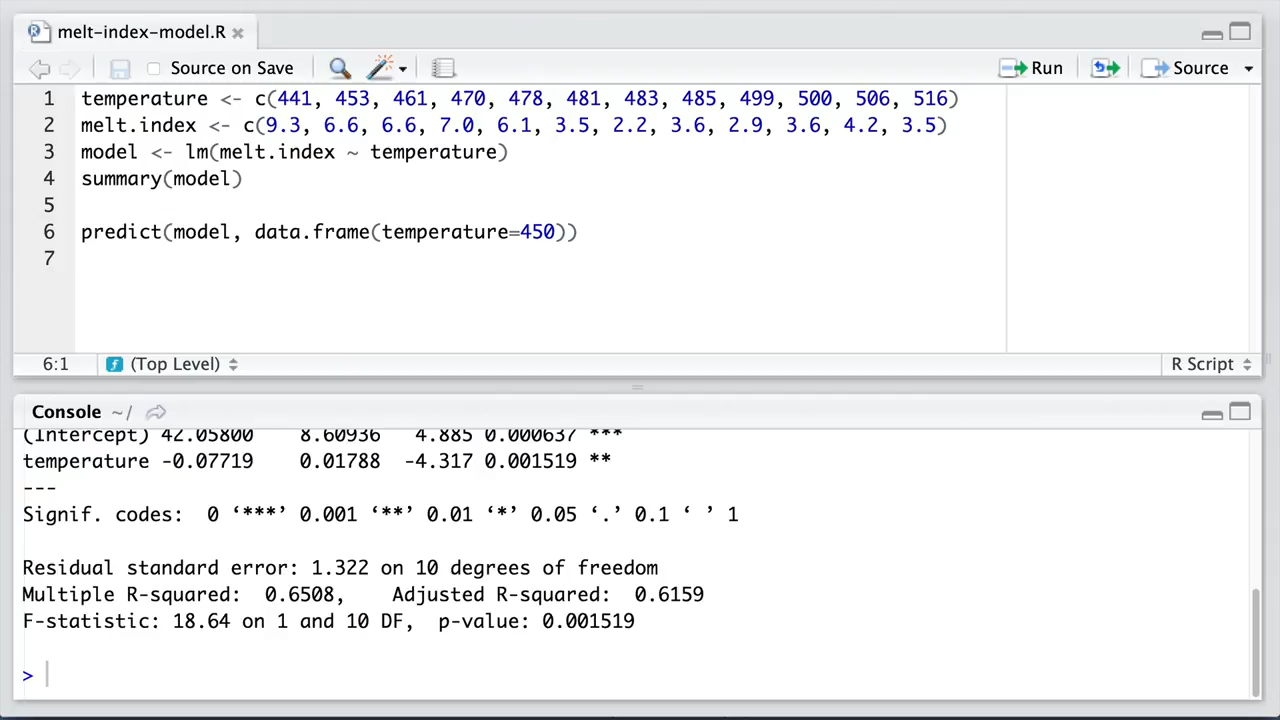 melt-index-model.R
Source on Save
Run
Source
1 temperature <- c(441, 453, 461, 470, 478, 481, 483, 485, 499, 500, 506, 516)
2 melt.index <- c(9.3, 6.6, 6.6, 7.0, 6.1, 3.5, 2.2, 3.6, 2.9, 3.6, 4.2, 3.5)
3 model <- lm(melt.index ~ temperature)
4 summary(model)
5
6 predict(model, data.frame(temperature=450))
7
6:1 (Top Level) R Script
Console ~/
(Intercept) 42.05800 8.60936 4.885 0.000637 ***
temperature -0.07719 0.01788 -4.317 0.001519 **
---
Signif. codes: 0 ‘***’ 0.001 ‘**’ 0.01 ‘*’ 0.05 ‘.’ 0.1 ‘ ’ 1
Residual standard error: 1.322 on 10 degrees of freedom
Multiple R-squared: 0.6508, Adjusted R-squared: 0.6159
F-statistic: 18.64 on 1 and 10 DF, p-value: 0.001519
>